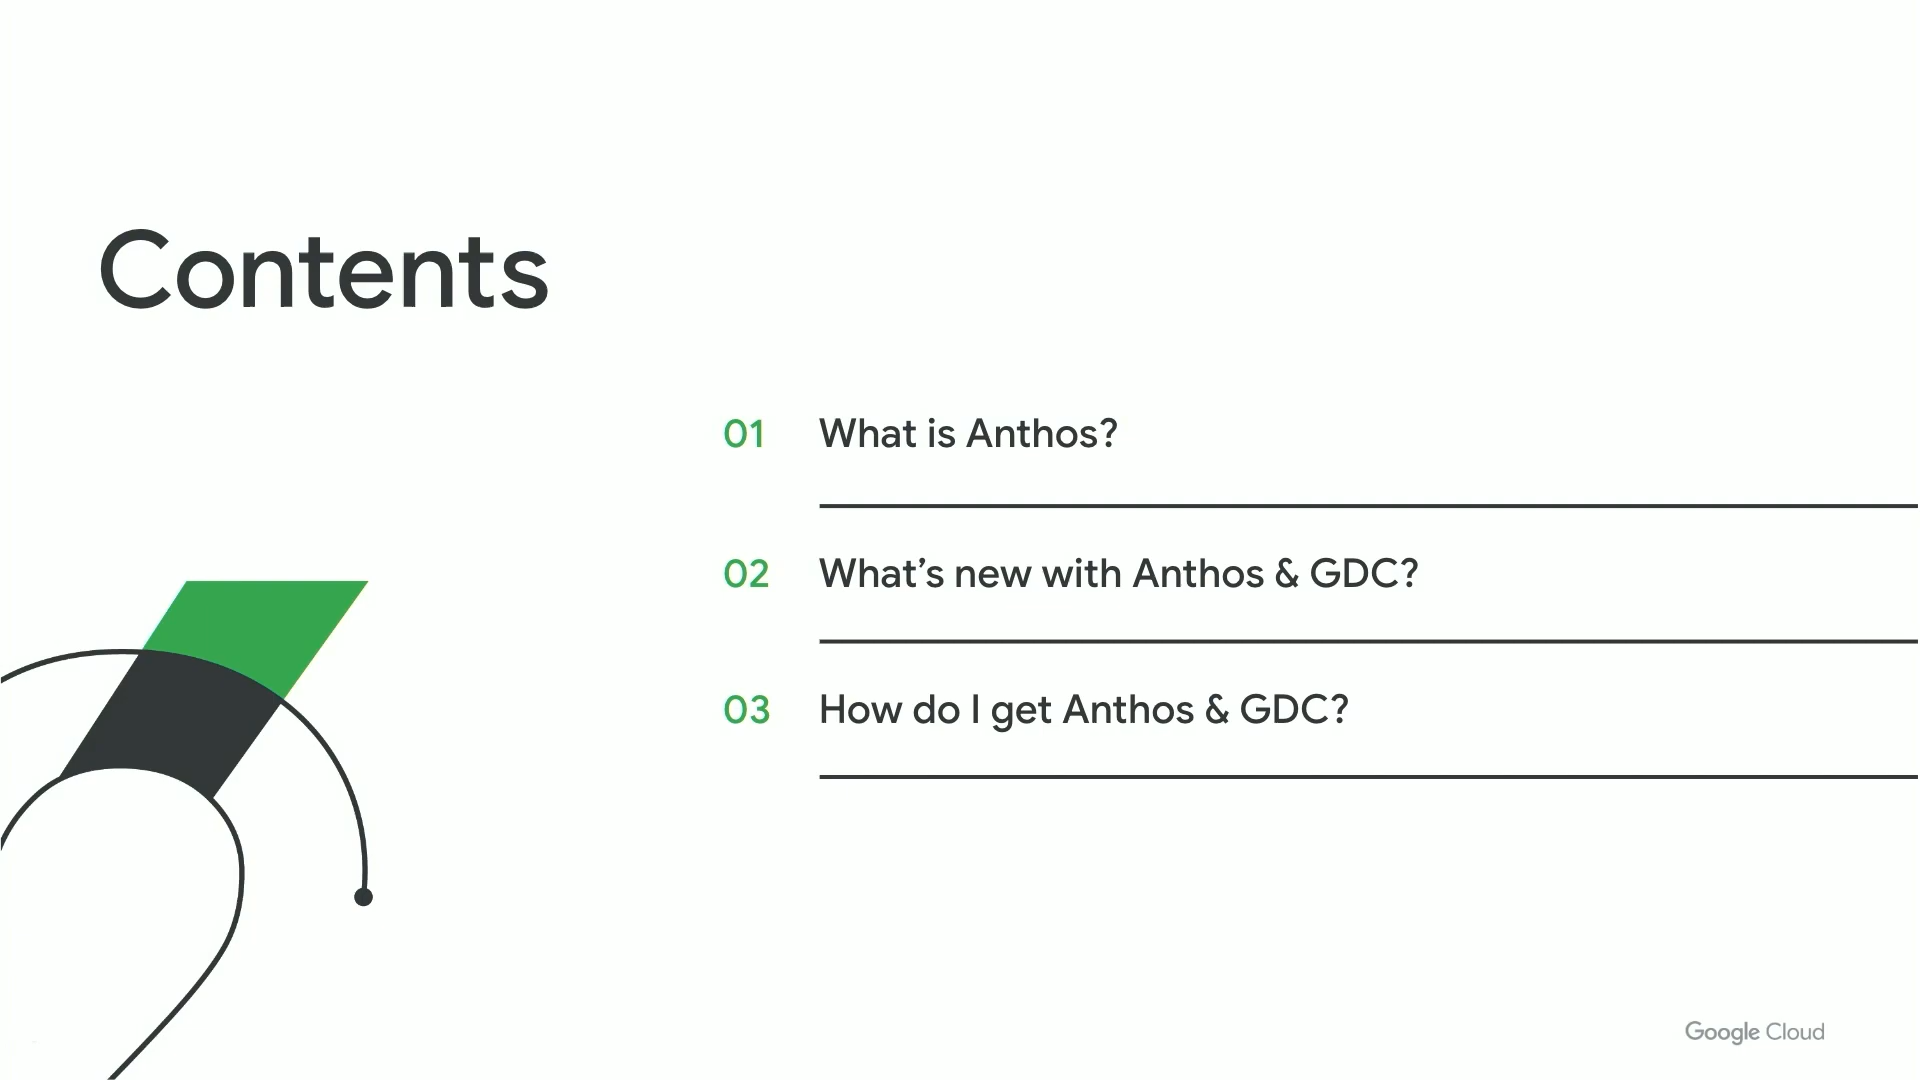 Contents
01 What is Anthos?
02 What’s new with Anthos & GDC?
03 How do I get Anthos & GDC?
Google Cloud